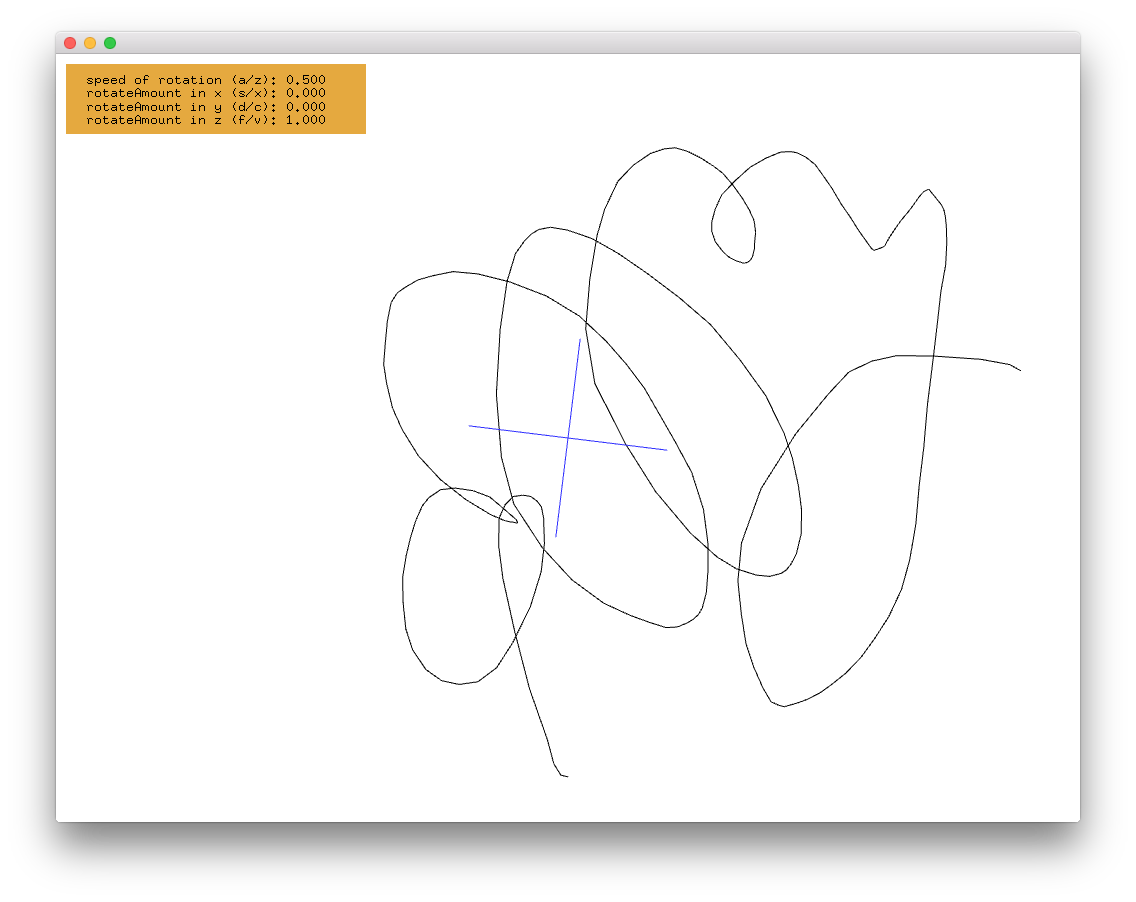 speed of rotation (a/z): 0.500
rotateAmount in x (s/x): 0.000
rotateAmount in y (d/c): 0.000
rotateAmount in z (f/v): 1.000